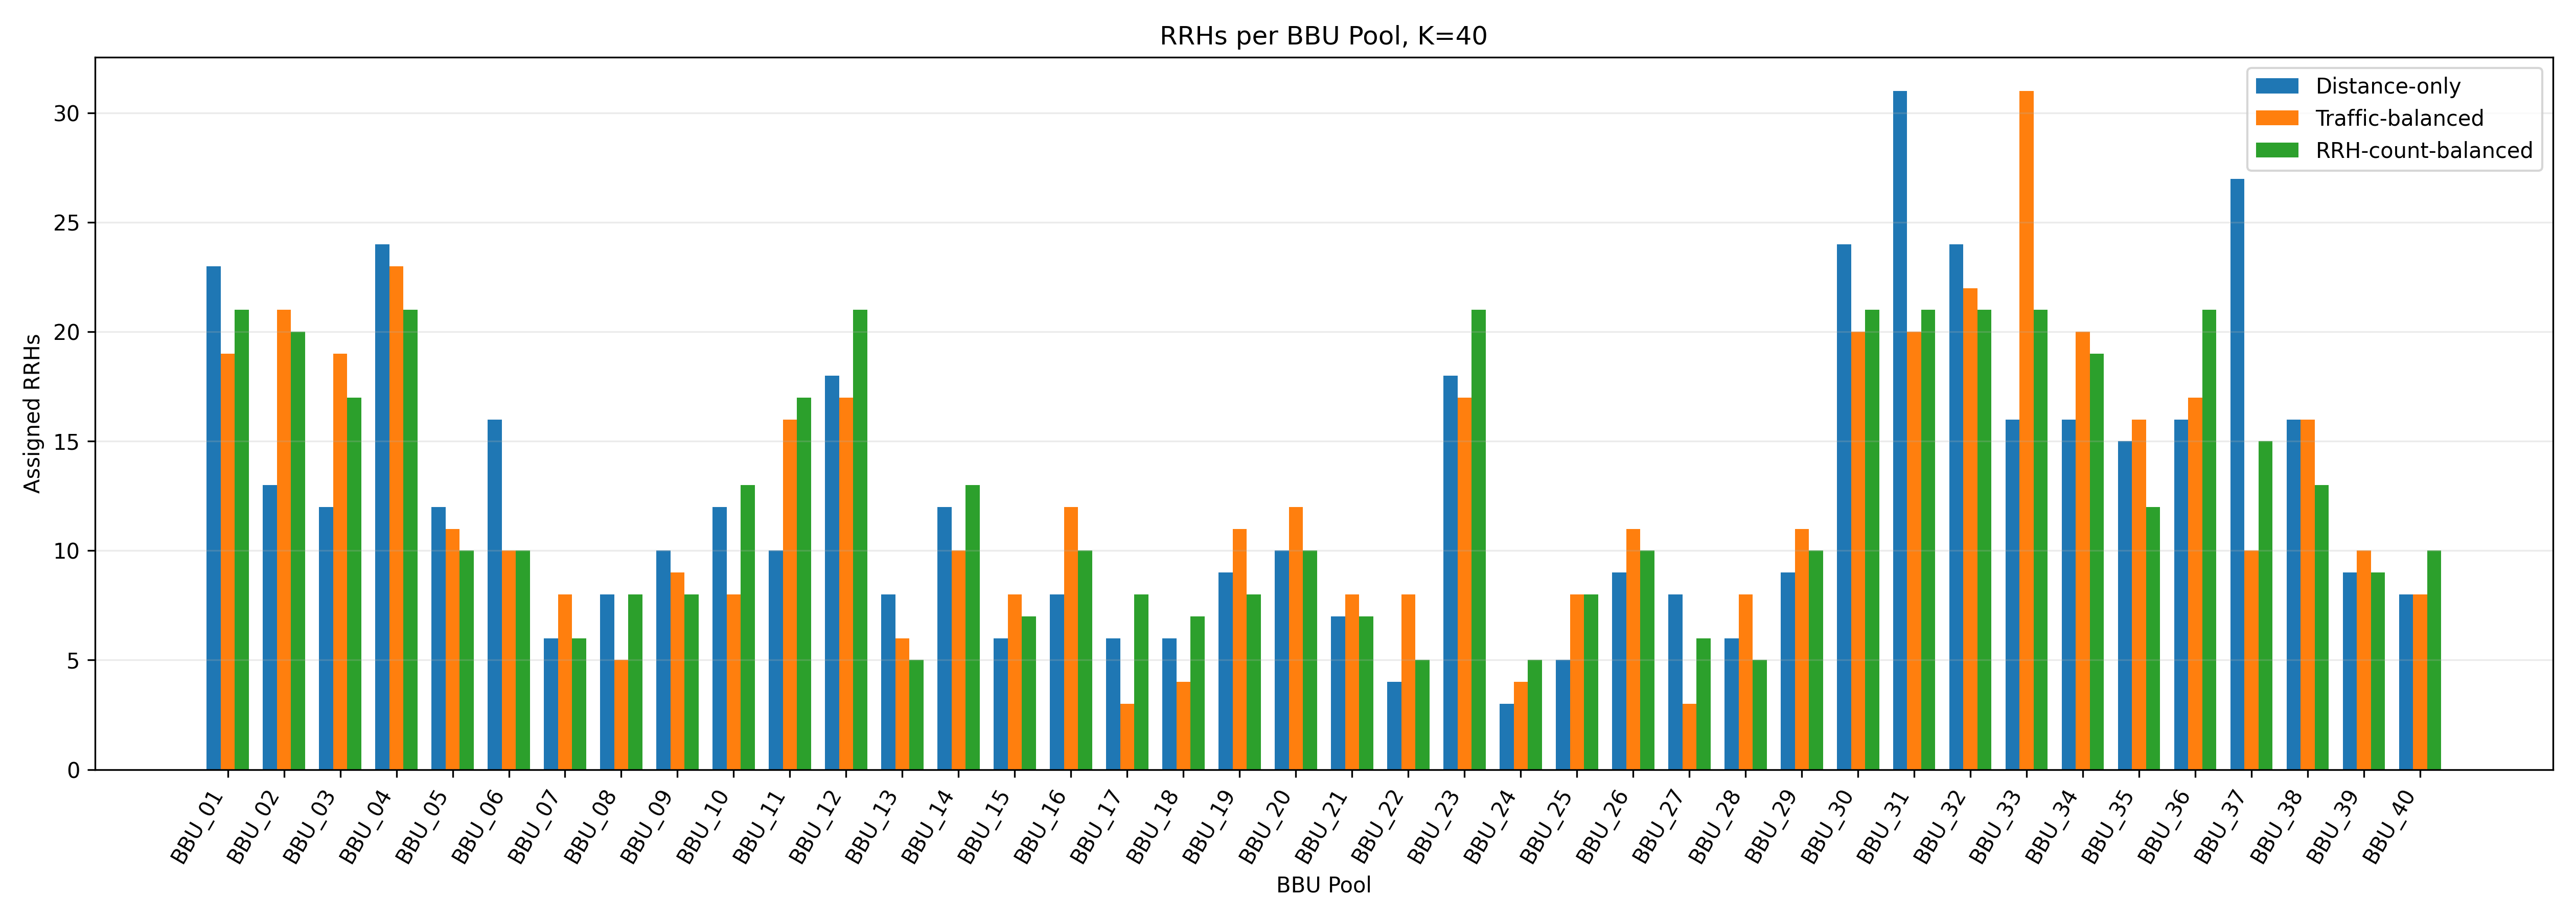 RRHs per BBU Pool, K=40
Distance-only
Traffic-balanced
RRH-count-balanced
Assigned RRHs
30
25
20
15
10
5
0
BBU_01
BBU_02
BBU_03
BBU_04
BBU_05
BBU_06
BBU_07
BBU_08
BBU_09
BBU_10
BBU_11
BBU_12
BBU_13
BBU_14
BBU_15
BBU_16
BBU_17
BBU_18
BBU_19
BBU_20
BBU_21
BBU_22
BBU_23
BBU_24
BBU_25
BBU_26
BBU_27
BBU_28
BBU_29
BBU_30
BBU_31
BBU_32
BBU_33
BBU_34
BBU_35
BBU_36
BBU_37
BBU_38
BBU_39
BBU_40
BBU Pool